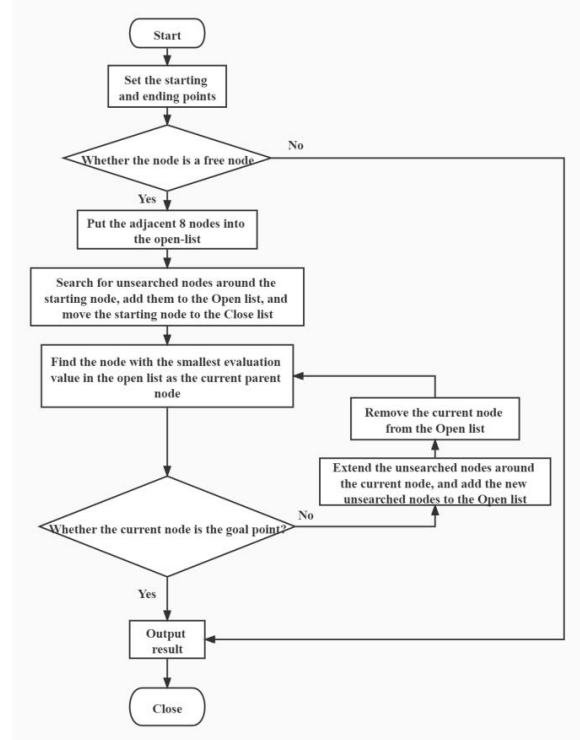 Start
Set the starting
and ending points
No
Whether the node is a free node
Yes
Put the adjacent 8 nodes into
the open-list
Search for unsearched nodes around the
starting node, add them to the Open list, and
move the starting node to the Close list
Find the node with the smallest evaluation
value in the open list as the current parent
node
Remove the current node
from the Open list
Extend the unsearched nodes around
the current node, and add the new
unsearched nodes to the Open list
No
Whether the current node is the goal point?
Yes
Output
result
Close